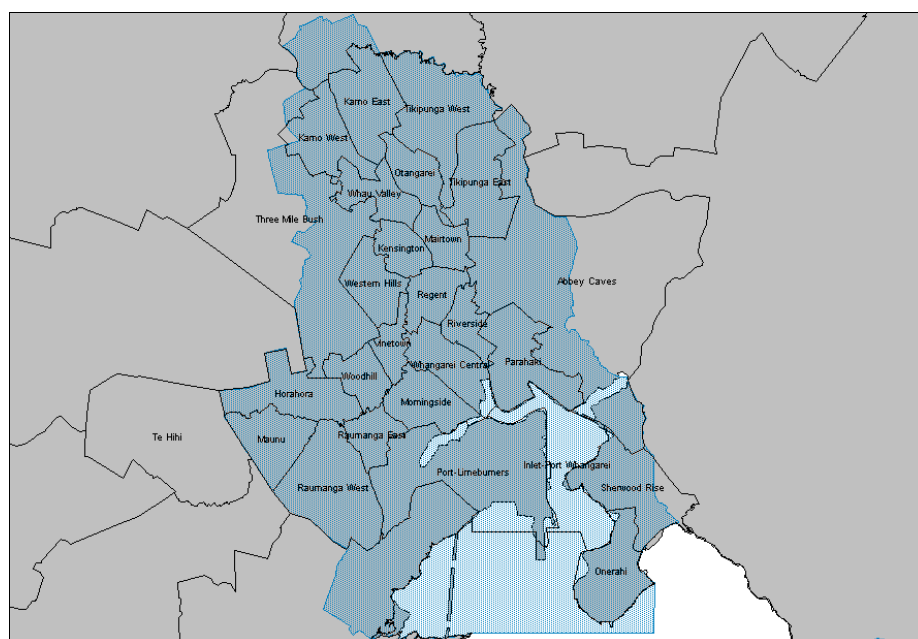 Kamo East
Tikipunga West
Kamo West
Otangarei
Tikipunga East
Whau Valley
Three Mile Bush
Mairtown
Kensington
Western Hills
Abbey Caves
Regent
Riverside
Vinetown
Parahaki
Whangarei Central
Woodhill
Horahora
Morningside
Te Hihi
Maunu
Raumanga East
Inlet-Port Whangarei
Port-Limeburners
Raumanga West
Sherwood Rise
Onerahi